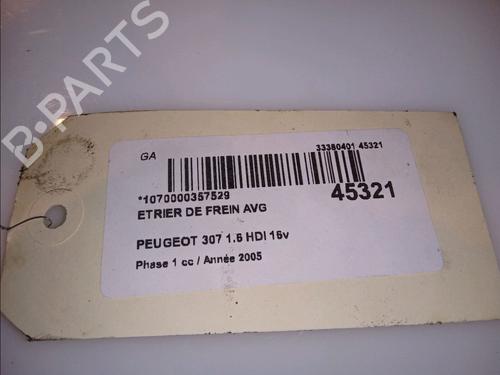 B-PARTS
GA
33380401 45321
*1070000357529
45321
ETRIER DE FREIN AVG
PEUGEOT 307 1.6 HDI 16v
Phase 1 cc / Année 2005